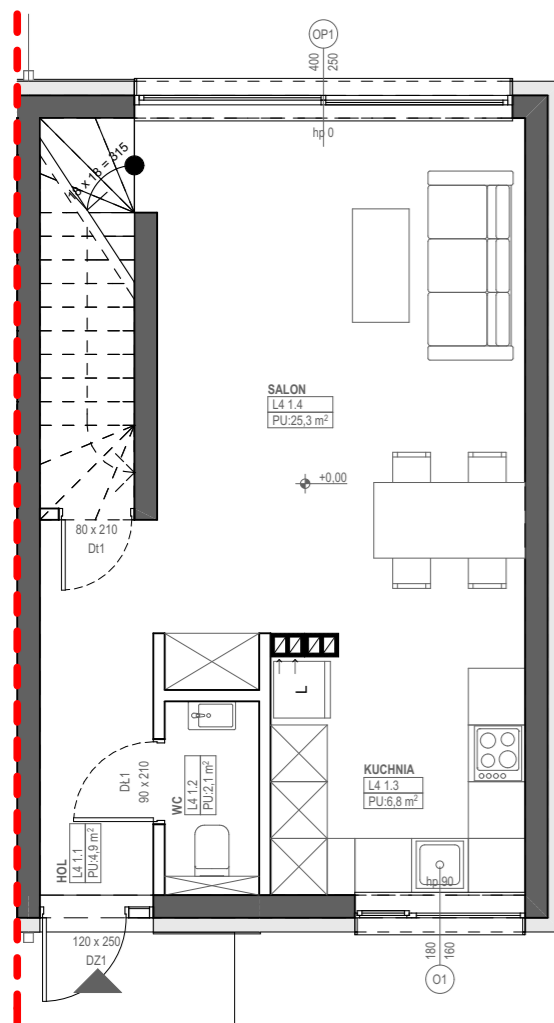 OP1
400
250
hp 0
18 x 18 = 315
SALON
L4 1.4
PU:25,3 m²
+0,00
80 x 210
Dt1
L
KUCHNIA
L4 1.3
PU:6,8 m²
DŁ1
90 x 210
WC
L4 1.2
PU:2,1 m²
HOL
L4 1.1
PU:4,9 m²
hp 90
120 x 250
DZ1
180
160
O1